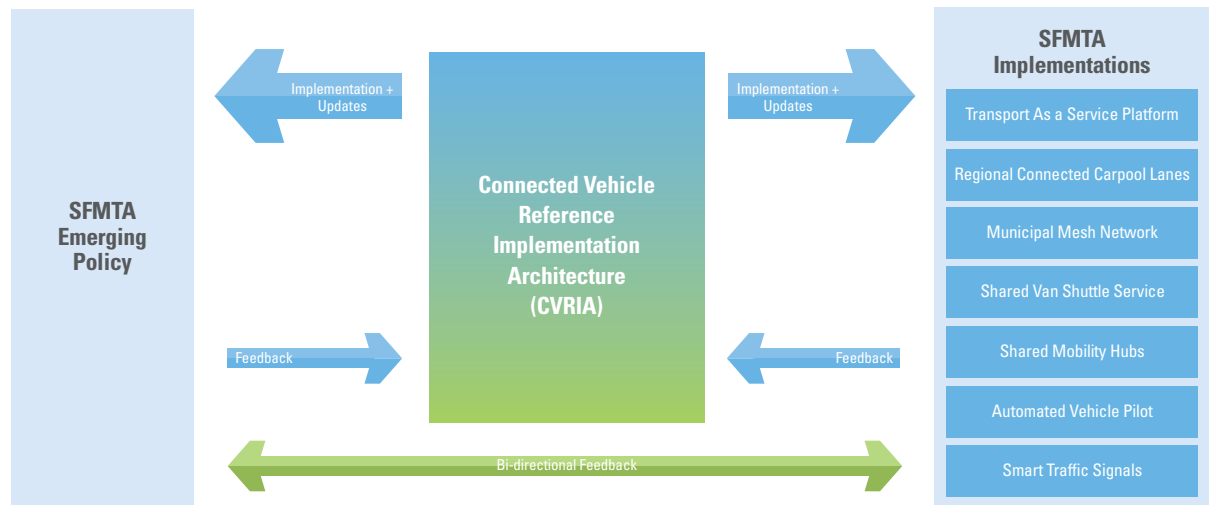 SFMTA
Emerging
Policy
Implementation +
Updates
Feedback
Connected Vehicle
Reference
Implementation
Architecture
(CVRIA)
Implementation +
Updates
Feedback
Bi-directional Feedback
SFMTA
Implementations
Transport As a Service Platform
Regional Connected Carpool Lanes
Municipal Mesh Network
Shared Van Shuttle Service
Shared Mobility Hubs
Automated Vehicle Pilot
Smart Traffic Signals